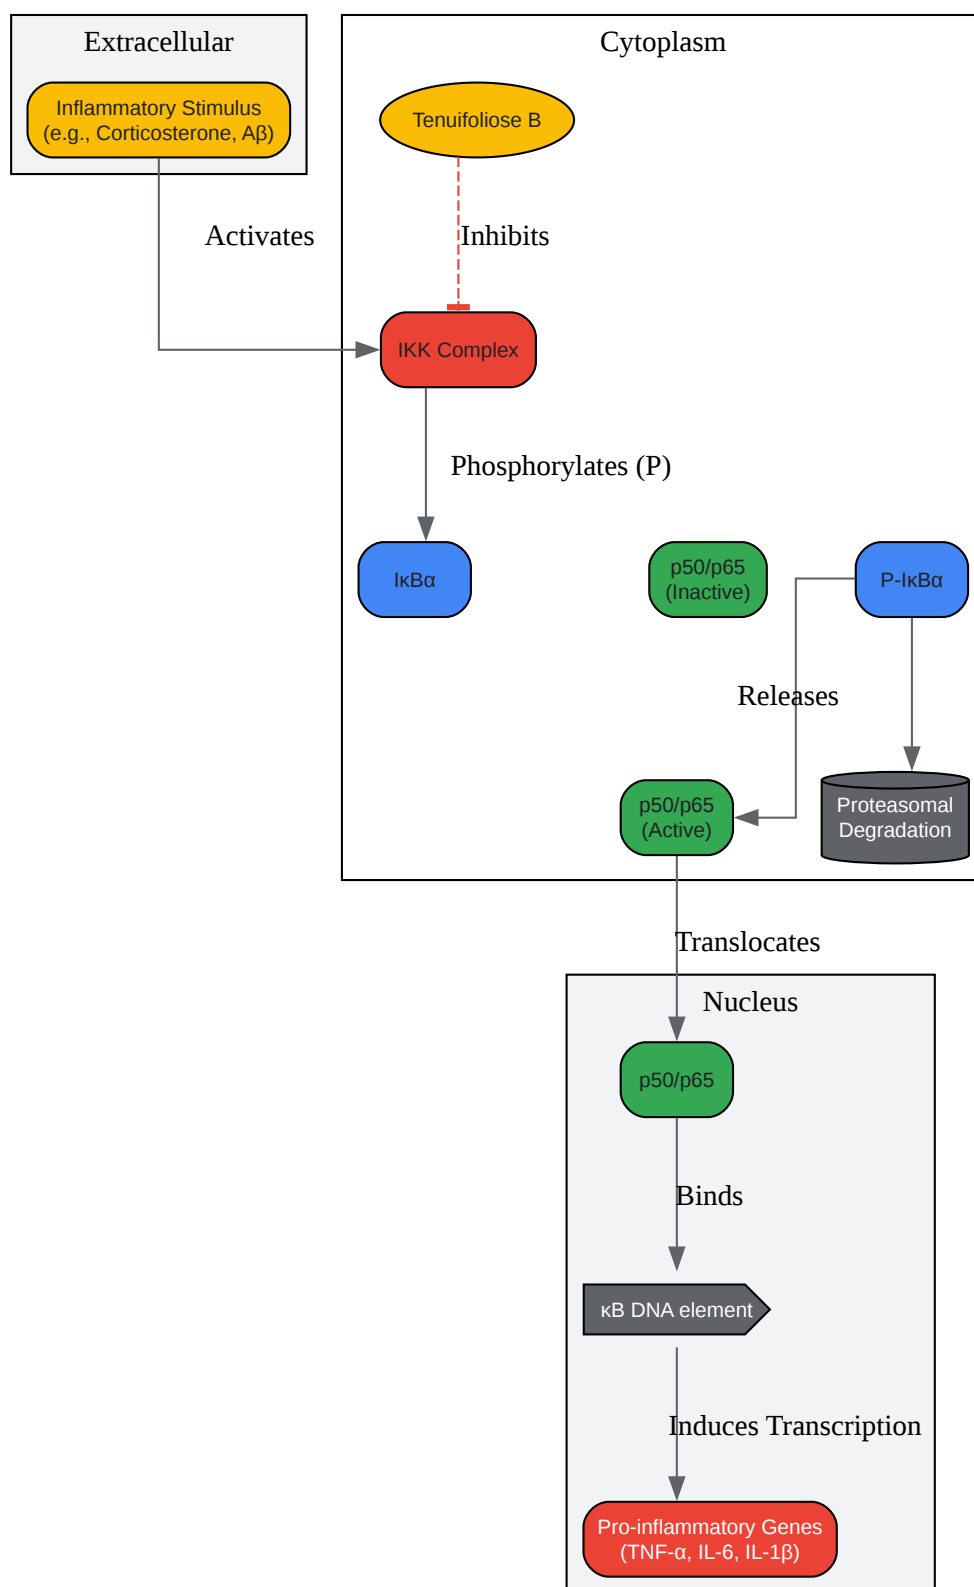 Extracellular
Cytoplasm
Inflammatory Stimulus
(e.g., Corticosterone, Aβ)
Tenuifoliose B
Activates
Inhibits
IKK Complex
Phosphorylates (P)
IκBα
p50/p65
(Inactive)
P-IκBα
Releases
p50/p65
(Active)
Proteasomal
Degradation
Translocates
Nucleus
p50/p65
Binds
κB DNA element
Induces Transcription
Pro-inflammatory Genes
(TNF-α, IL-6, IL-1β)